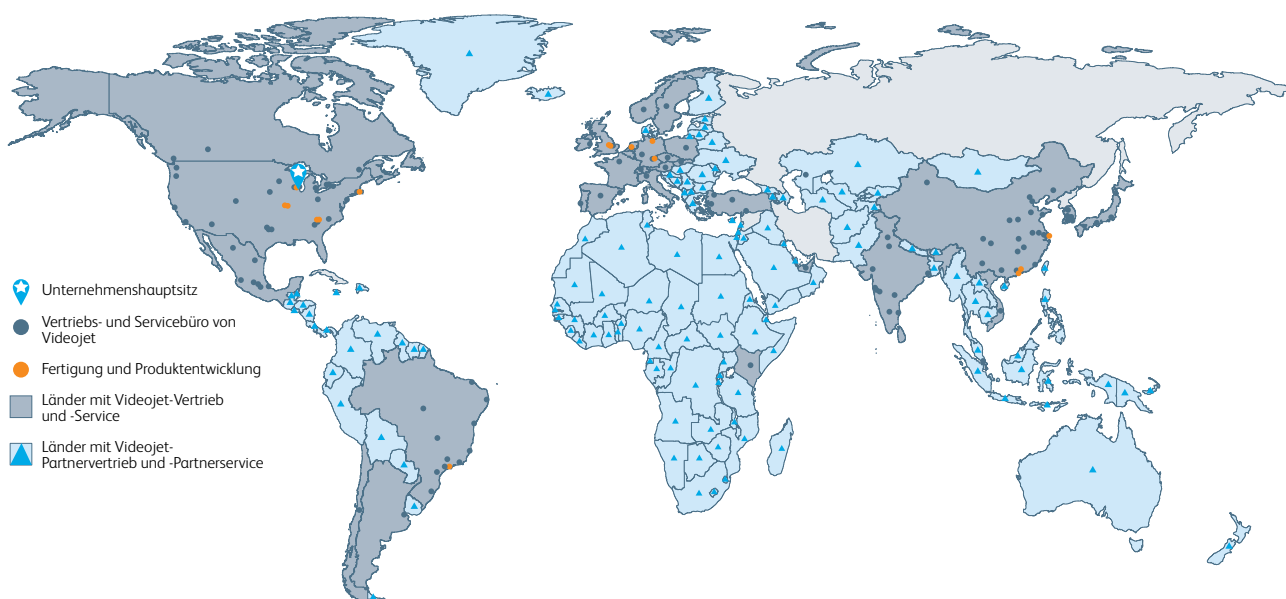 Unternehmenshauptsitz
Vertriebs- und Servicebüro von
Videojet
Fertigung und Produktentwicklung
Länder mit Videojet-Vertrieb
und -Service
Länder mit Videojet-
Partnervertrieb und -Partnerservice